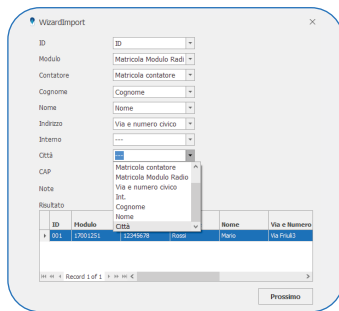 WizardImport
ID ID
Modulo Matricola Modulo Radi
Contatore Matricola contatore
Cognome Cognome
Nome Nome
Indirizzo Via e numero civico
Interno ---
Città ---
CAP
Note
Matricola contatore
Matricola Modulo Radio
Via e numero civico
Int.
Cognome
Nome
Città
Risultato
ID Modulo Nome Via e Numero
001 17001251 12345678 Rossi Mario Via Friuli3
Record 1 of 1
Prossimo